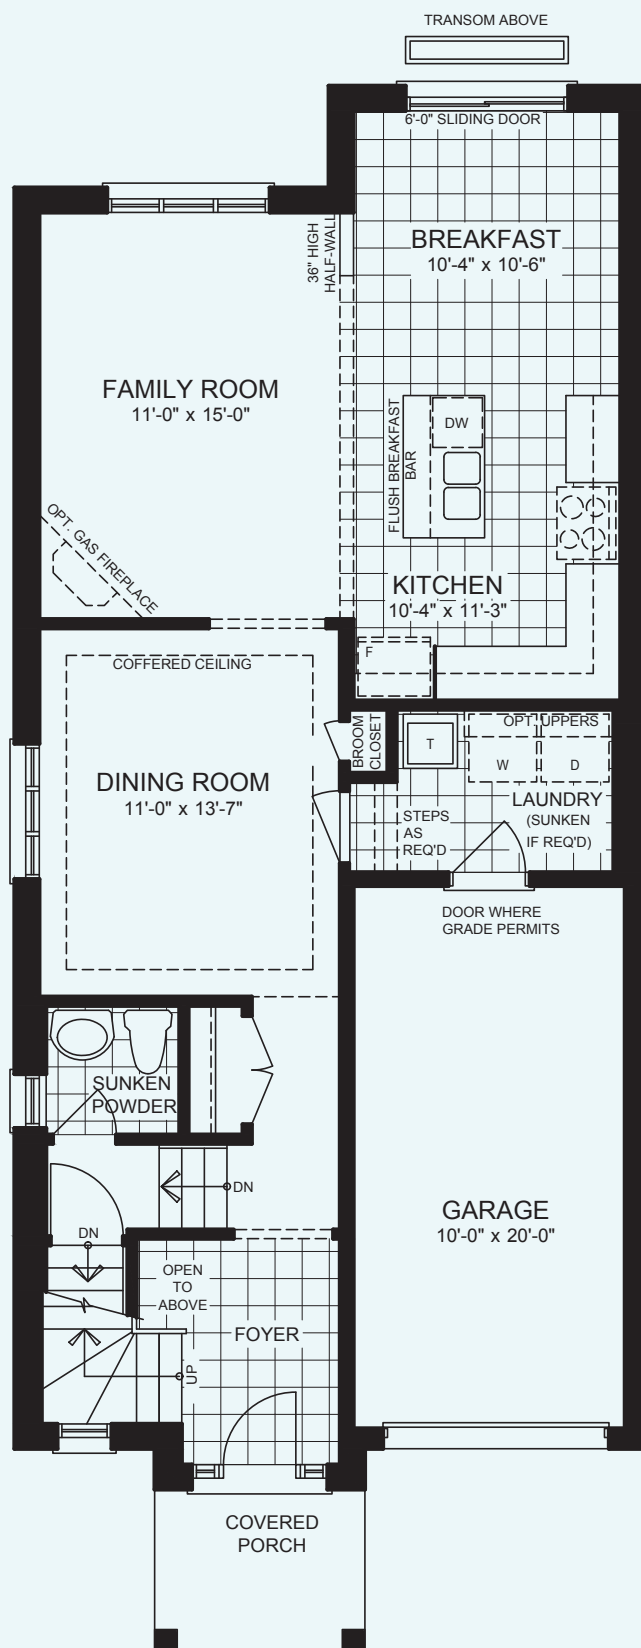 TRANSOM ABOVE
6'-0" SLIDING DOOR
BREAKFAST
10'-4" x 10'-6"
36" HIGH
HALF-WALL
FAMILY ROOM
11'-0" x 15'-0"
FLUSH BREAKFAST
BAR
DW
OPT. GAS FIREPLACE
KITCHEN
10'-4" x 11'-3"
F
COFFERED CEILING
BROOM
CLOSET
T
OPT. UPPERS
W
D
DINING ROOM
11'-0" x 13'-7"
STEPS
AS
REQ'D
LAUNDRY
(SUNKEN
IF REQ'D)
DOOR WHERE
GRADE PERMITS
SUNKEN
POWDER
DN
DN
GARAGE
10'-0" x 20'-0"
OPEN
TO
ABOVE
FOYER
UP
COVERED
PORCH